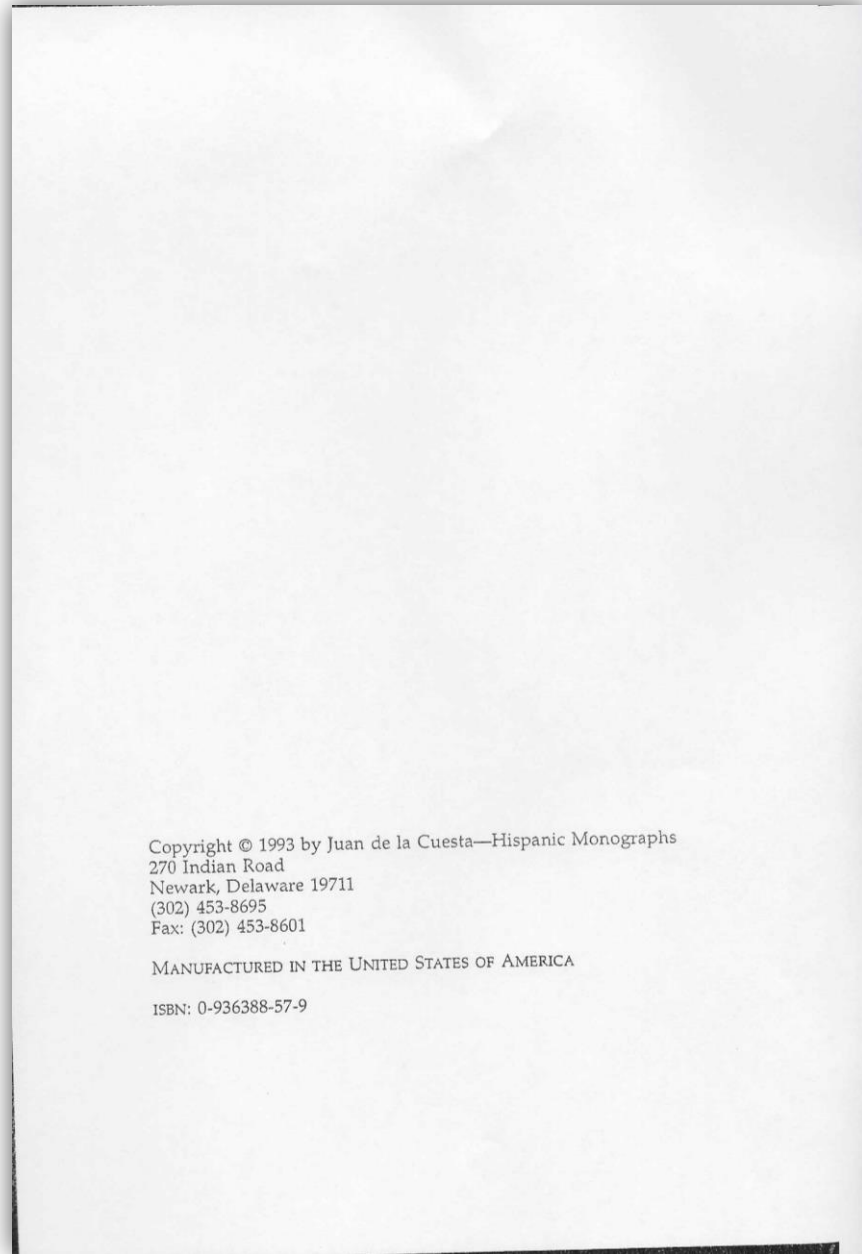 Copyright © 1993 by Juan de la Cuesta—Hispanic Monographs
270 Indian Road
Newark, Delaware 19711
(302) 453-8695
Fax: (302) 453-8601
MANUFACTURED IN THE UNITED STATES OF AMERICA
ISBN: 0-936388-57-9